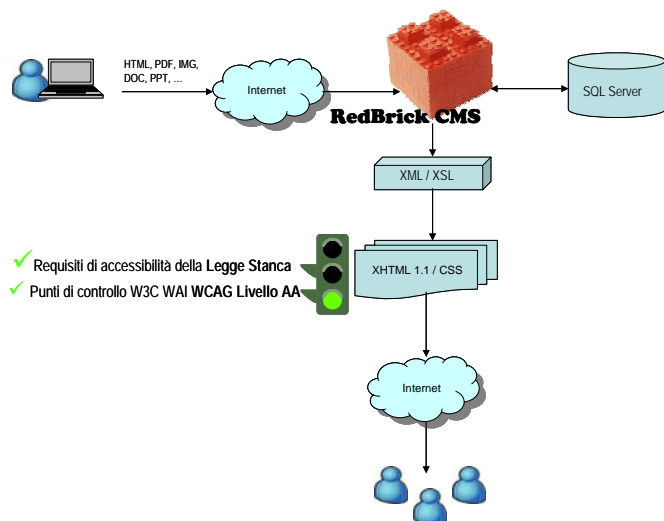 HTML, PDF, IMG,
DOC, PPT, ...
Internet
RedBrick CMS
SQL Server
XML / XSL
Requisiti di accessibilità della Legge Stanca
Punti di controllo W3C WAI WCAG Livello AA
XHTML 1.1 / CSS
Internet